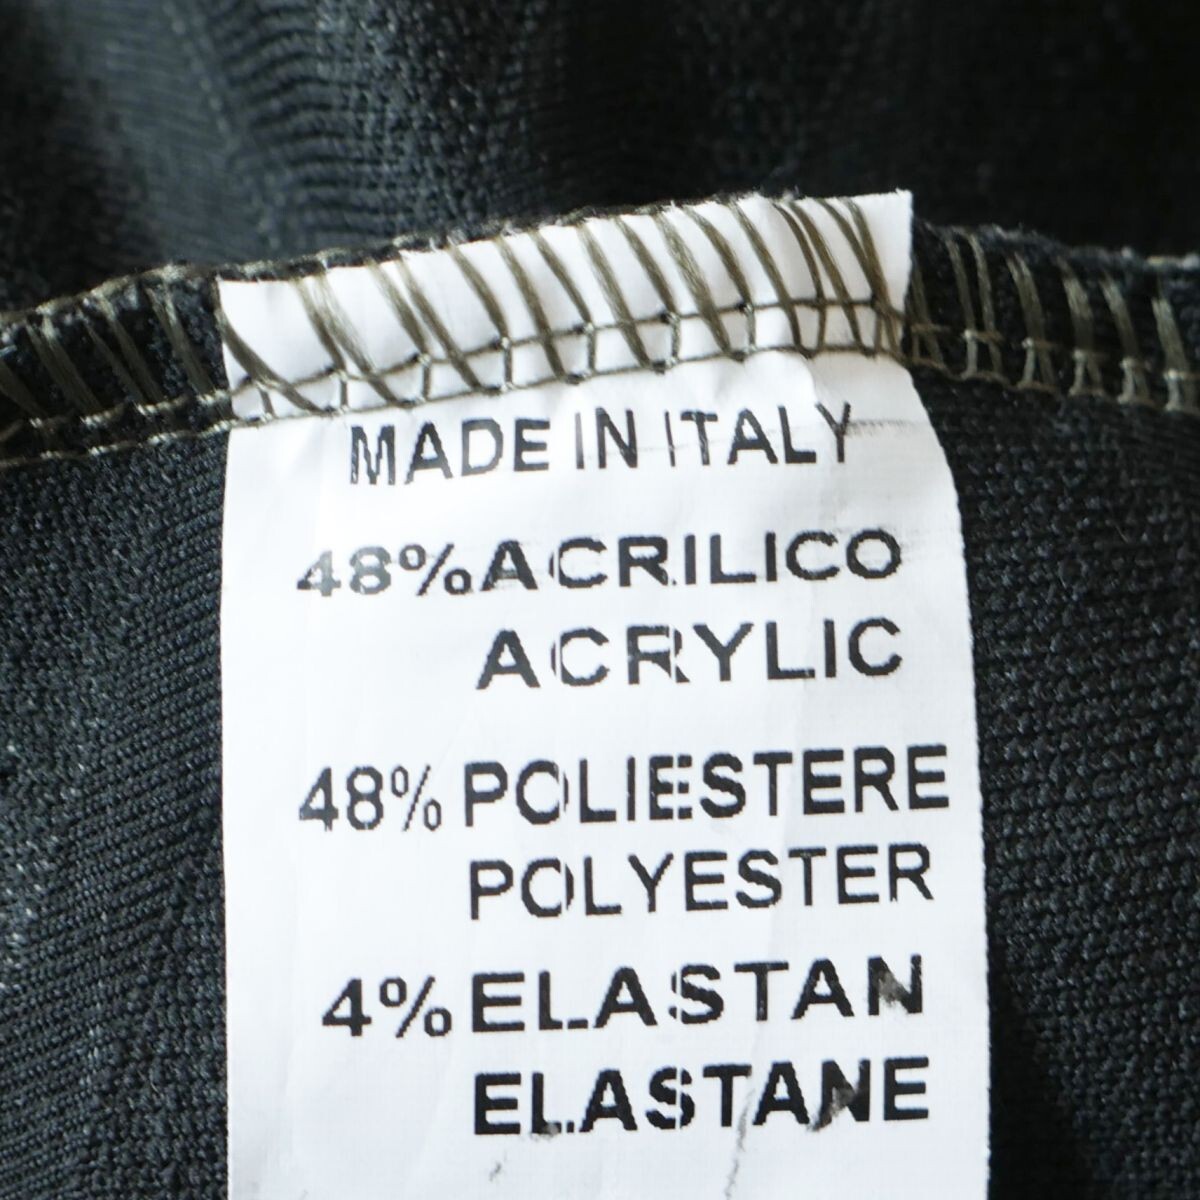 MADE IN ITALY
48% ACRILICO
ACRYLIC
48% POLIESTERE
POLYESTER
4% ELASTAN
ELASTANE